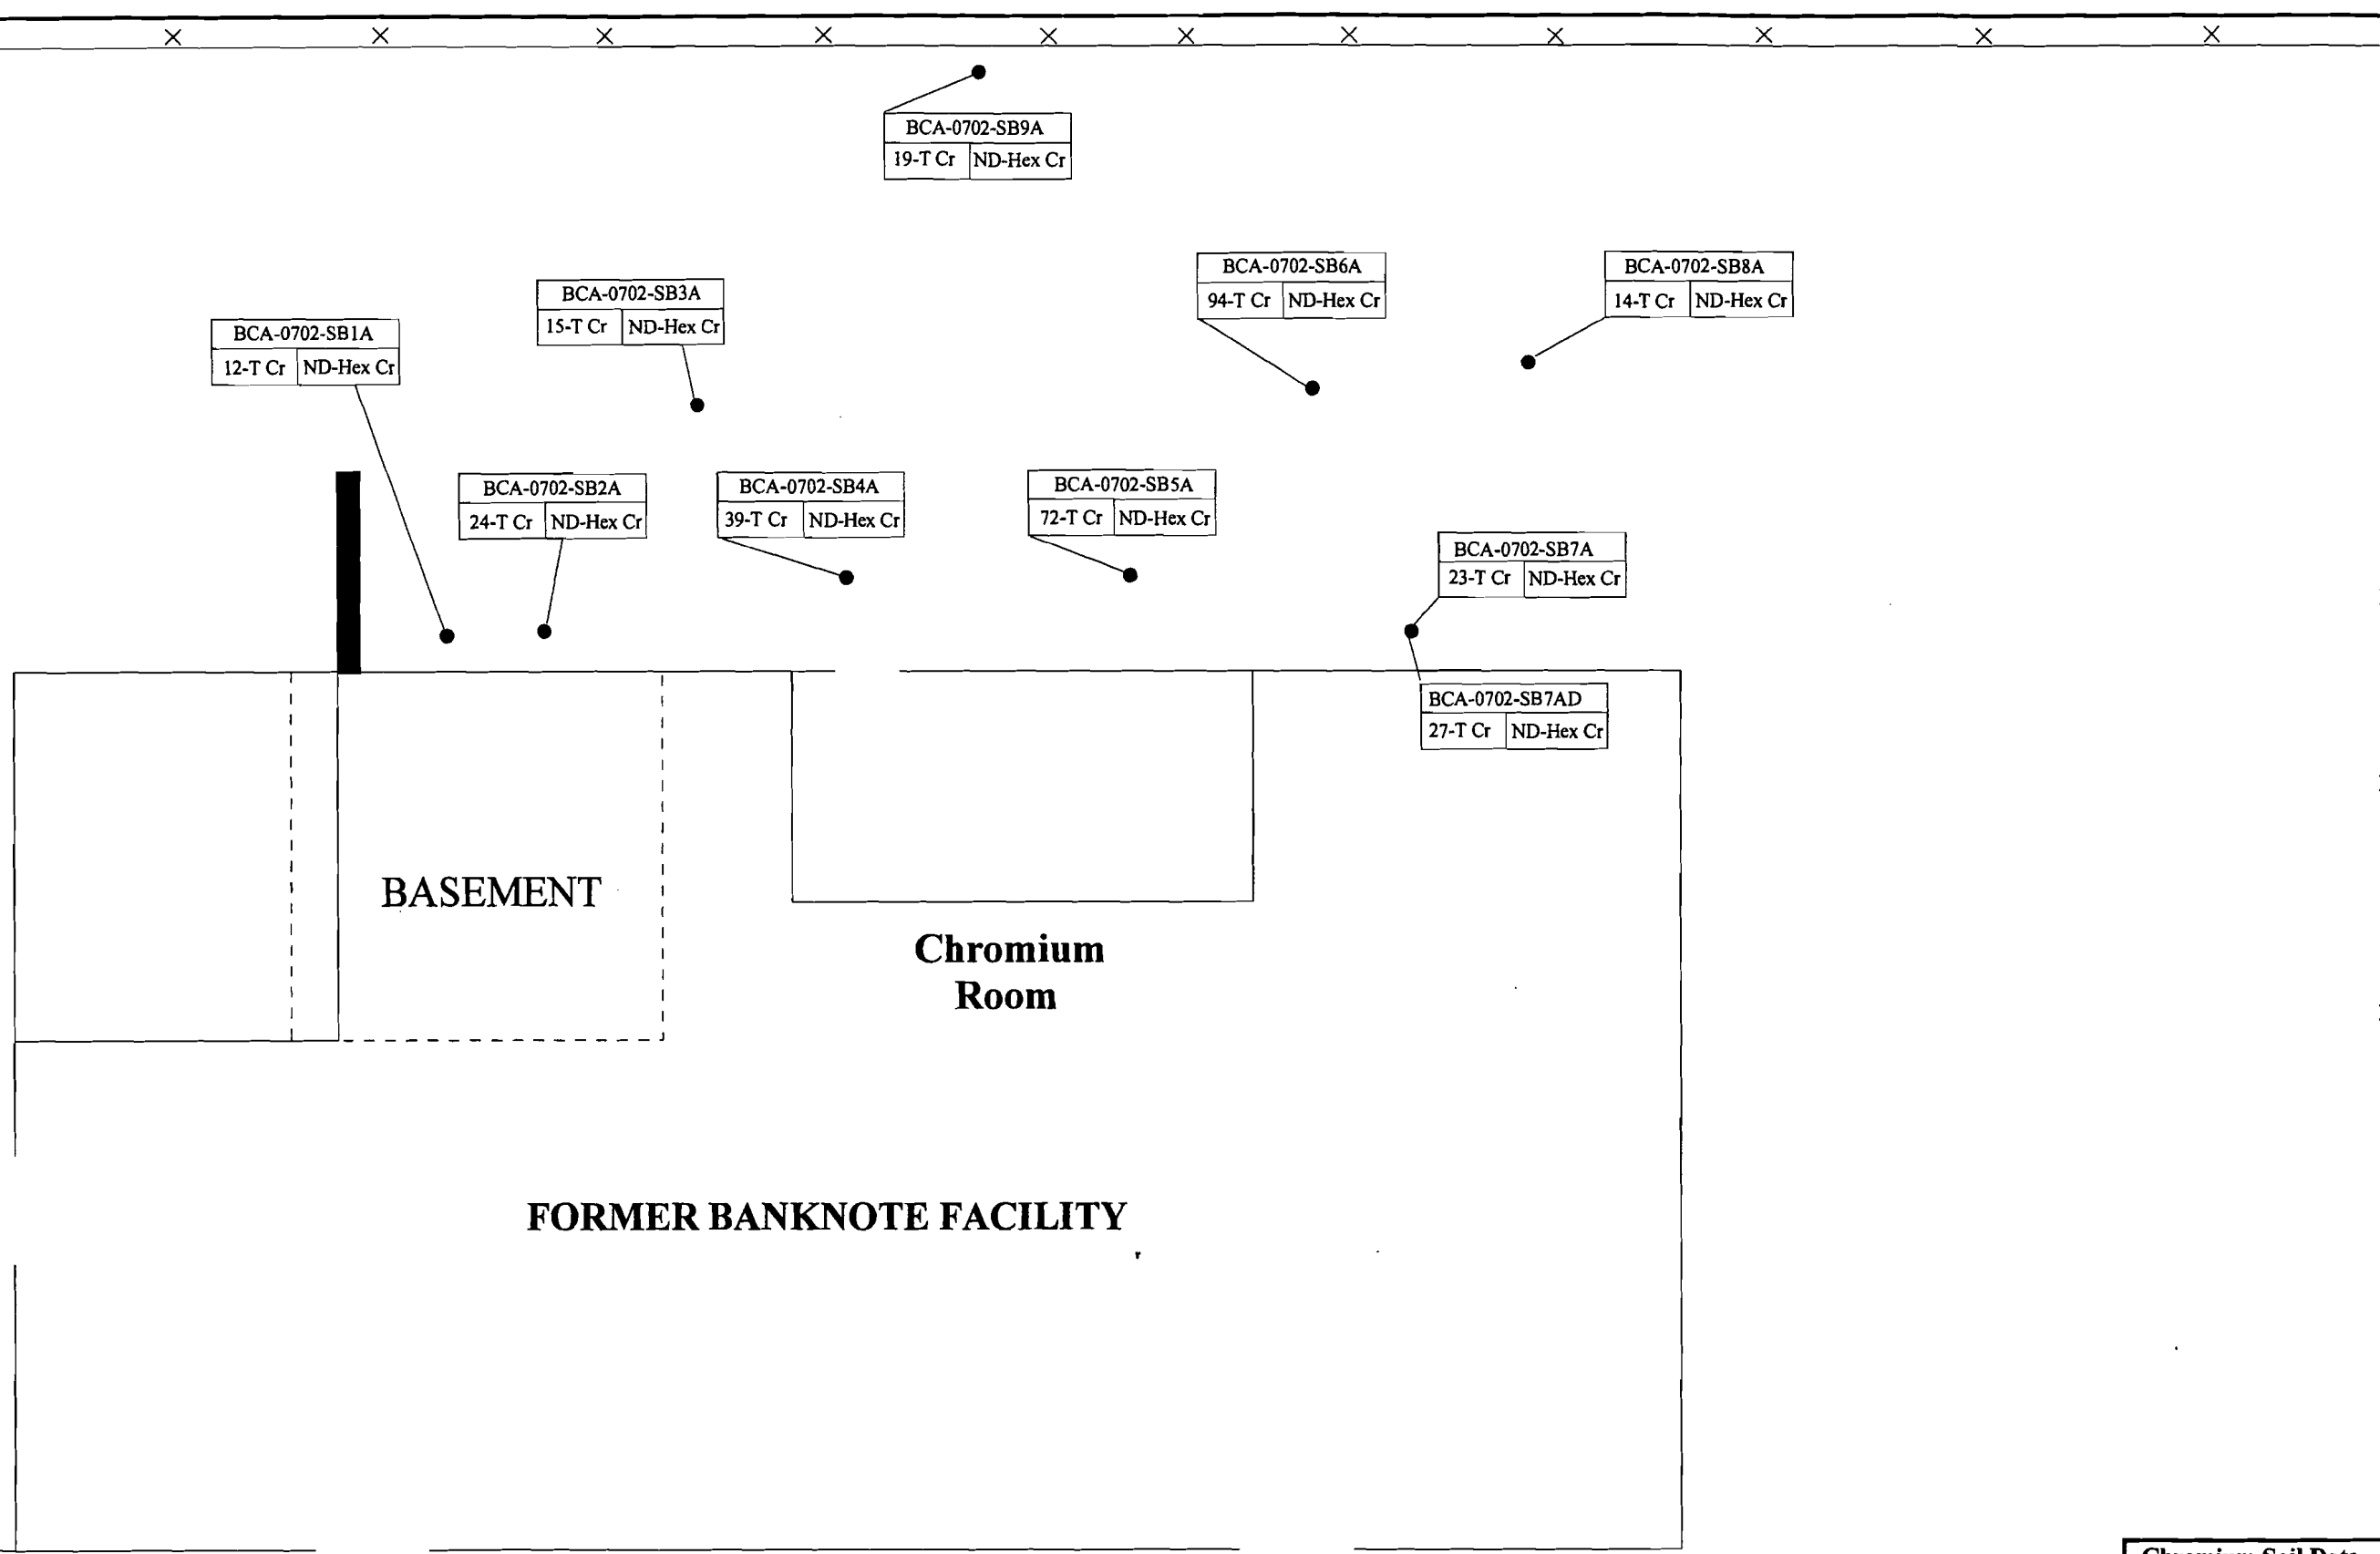 BCA-0702-SB9A
19-T Cr ND-Hex Cr
BCA-0702-SB6A
94-T Cr ND-Hex Cr
BCA-0702-SB8A
14-T Cr ND-Hex Cr
BCA-0702-SB3A
15-T Cr ND-Hex Cr
BCA-0702-SB1A
12-T Cr ND-Hex Cr
BCA-0702-SB2A
24-T Cr ND-Hex Cr
BCA-0702-SB4A
39-T Cr ND-Hex Cr
BCA-0702-SB5A
72-T Cr ND-Hex Cr
BCA-0702-SB7A
23-T Cr ND-Hex Cr
BCA-0702-SB7AD
27-T Cr ND-Hex Cr
BASEMENT
Chromium
Room
FORMER BANKNOTE FACILITY
Chromium Soil Data